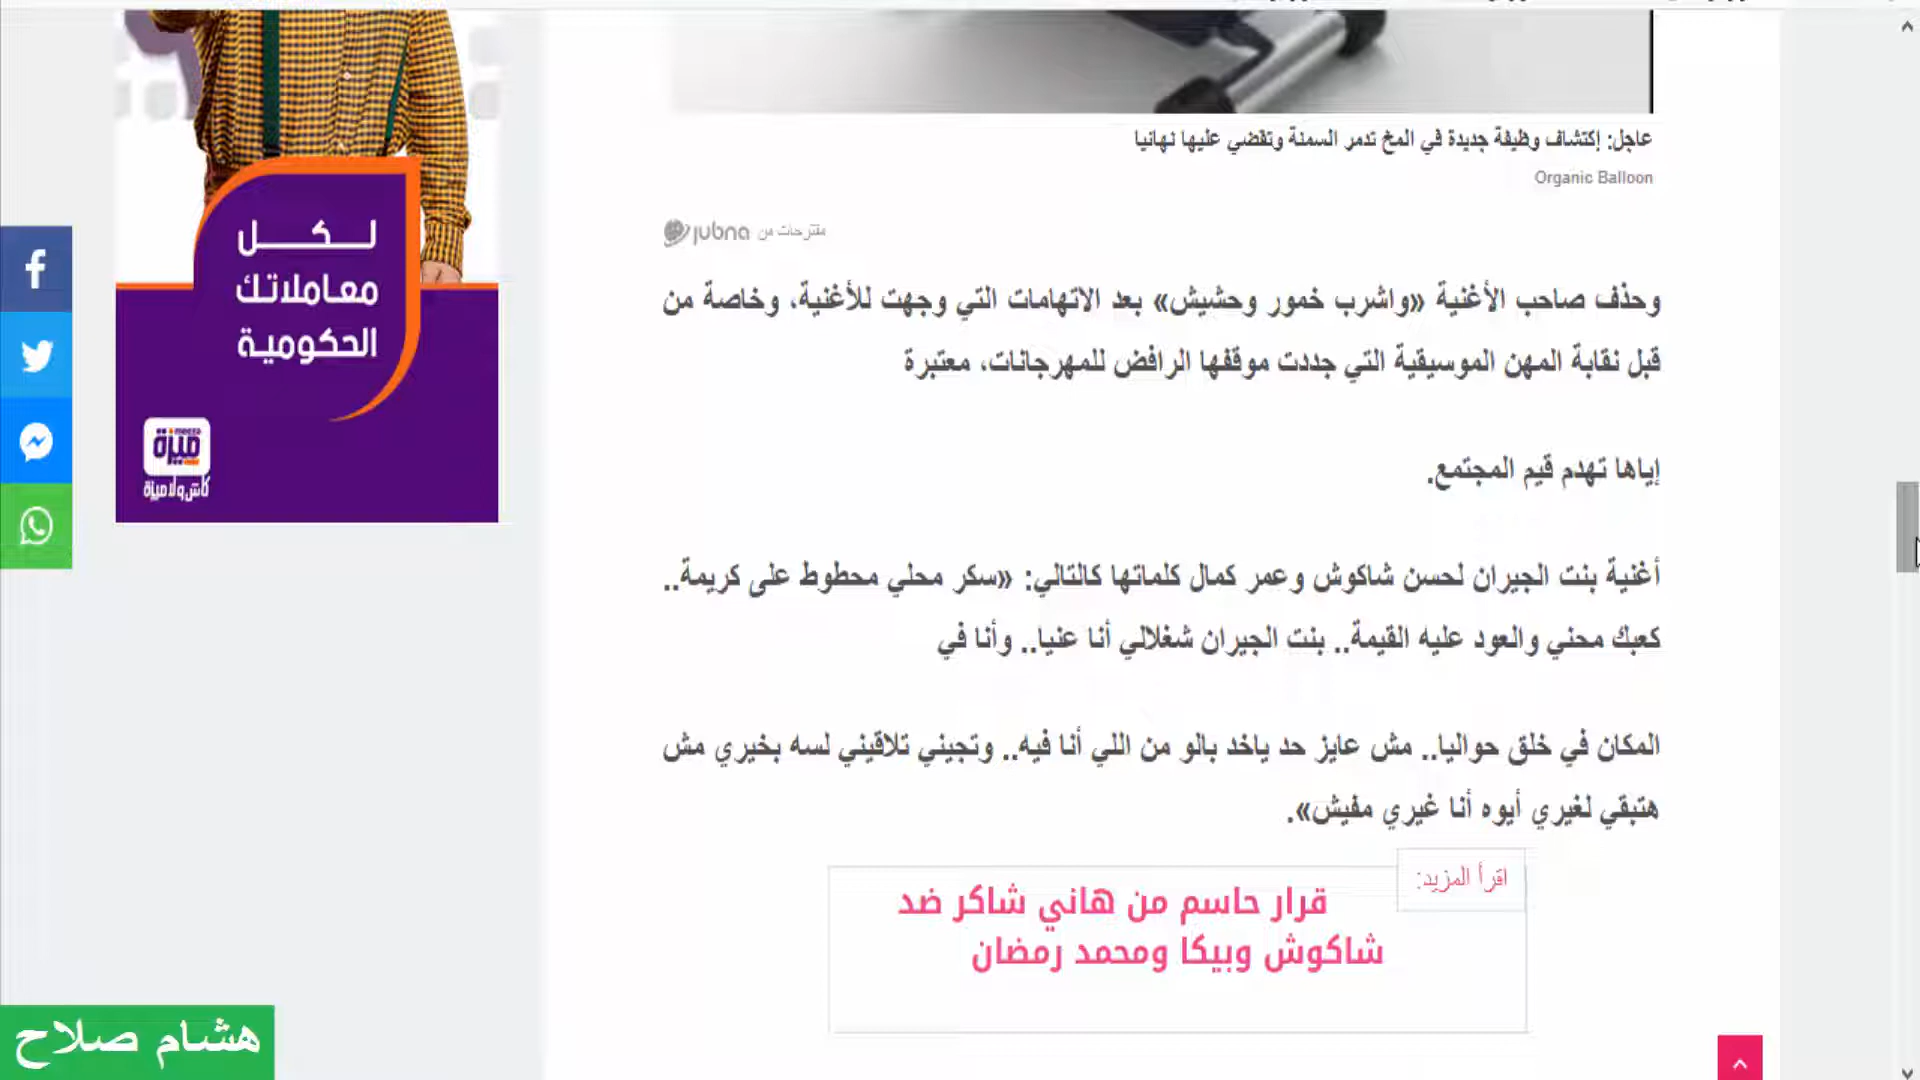 عاجل: إكتشاف وظيفة جديدة في المخ تدمر السمنة وتقضي عليها نهائيا
Organic Balloon
مقترحات من jubna
وحذف صاحب الأغنية «واشرب خمور وحشيش» بعد الاتهامات التي وجهت للأغنية، وخاصة من
قبل نقابة المهن الموسيقية التي جددت موقفها الرافض للمهرجانات، معتبرة
إياها تهدم قيم المجتمع.
أغنية بنت الجيران لحسن شاكوش وعمر كمال كلماتها كالتالي: «سكر محلي محطوط على كريمة..
كعبك محني والعود عليه القيمة.. بنت الجيران شغلالي أنا عنيا.. وأنا في
المكان في خلق حواليا.. مش عايز حد ياخد بالو من اللي أنا فيه.. وتجيني تلاقيني لسه بخيري مش
هتبقي لغيري أيوه أنا غيري مفيش».
اقرأ المزيد:
قرار حاسم من هاني شاكر ضد
شاكوش وبيكا ومحمد رمضان
لـكـل
معاملاتك
الحكومية
ميزة
كاش ولا ميزة
هشام صلاح